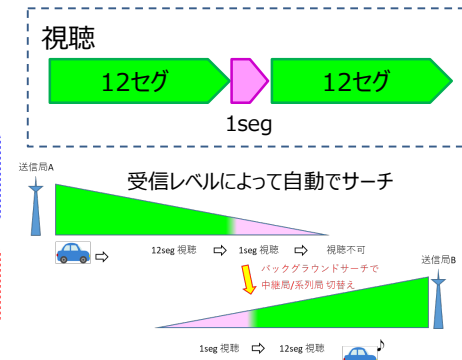 視聴
12セグ
12セグ
1seg
送信局A
受信レベルによって自動でサーチ
12seg 視聴 ⇨ 1seg 視聴 ⇨ 視聴不可
送信局B
バックグラウンドサーチで
中継局/系列局 切替え
1seg 視聴 ⇨ 12seg 視聴